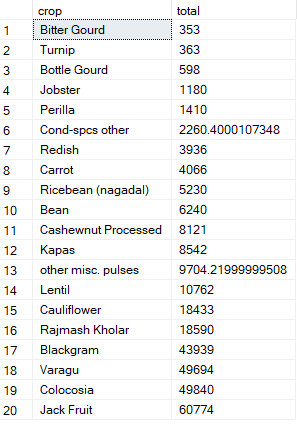 crop total
1 Bitter Gourd 353
2 Turnip 363
3 Bottle Gourd 598
4 Jobster 1180
5 Perilla 1410
6 Cond-spcs other 2260.4000107348
7 Redish 3936
8 Carrot 4066
9 Ricebean (nagadal) 5230
10 Bean 6240
11 Cashewnut Processed 8121
12 Kapas 8542
13 other misc. pulses 9704.21999999508
14 Lentil 10762
15 Cauliflower 18433
16 Rajmash Kholar 18590
17 Blackgram 43939
18 Varagu 49694
19 Colocosia 49840
20 Jack Fruit 60774